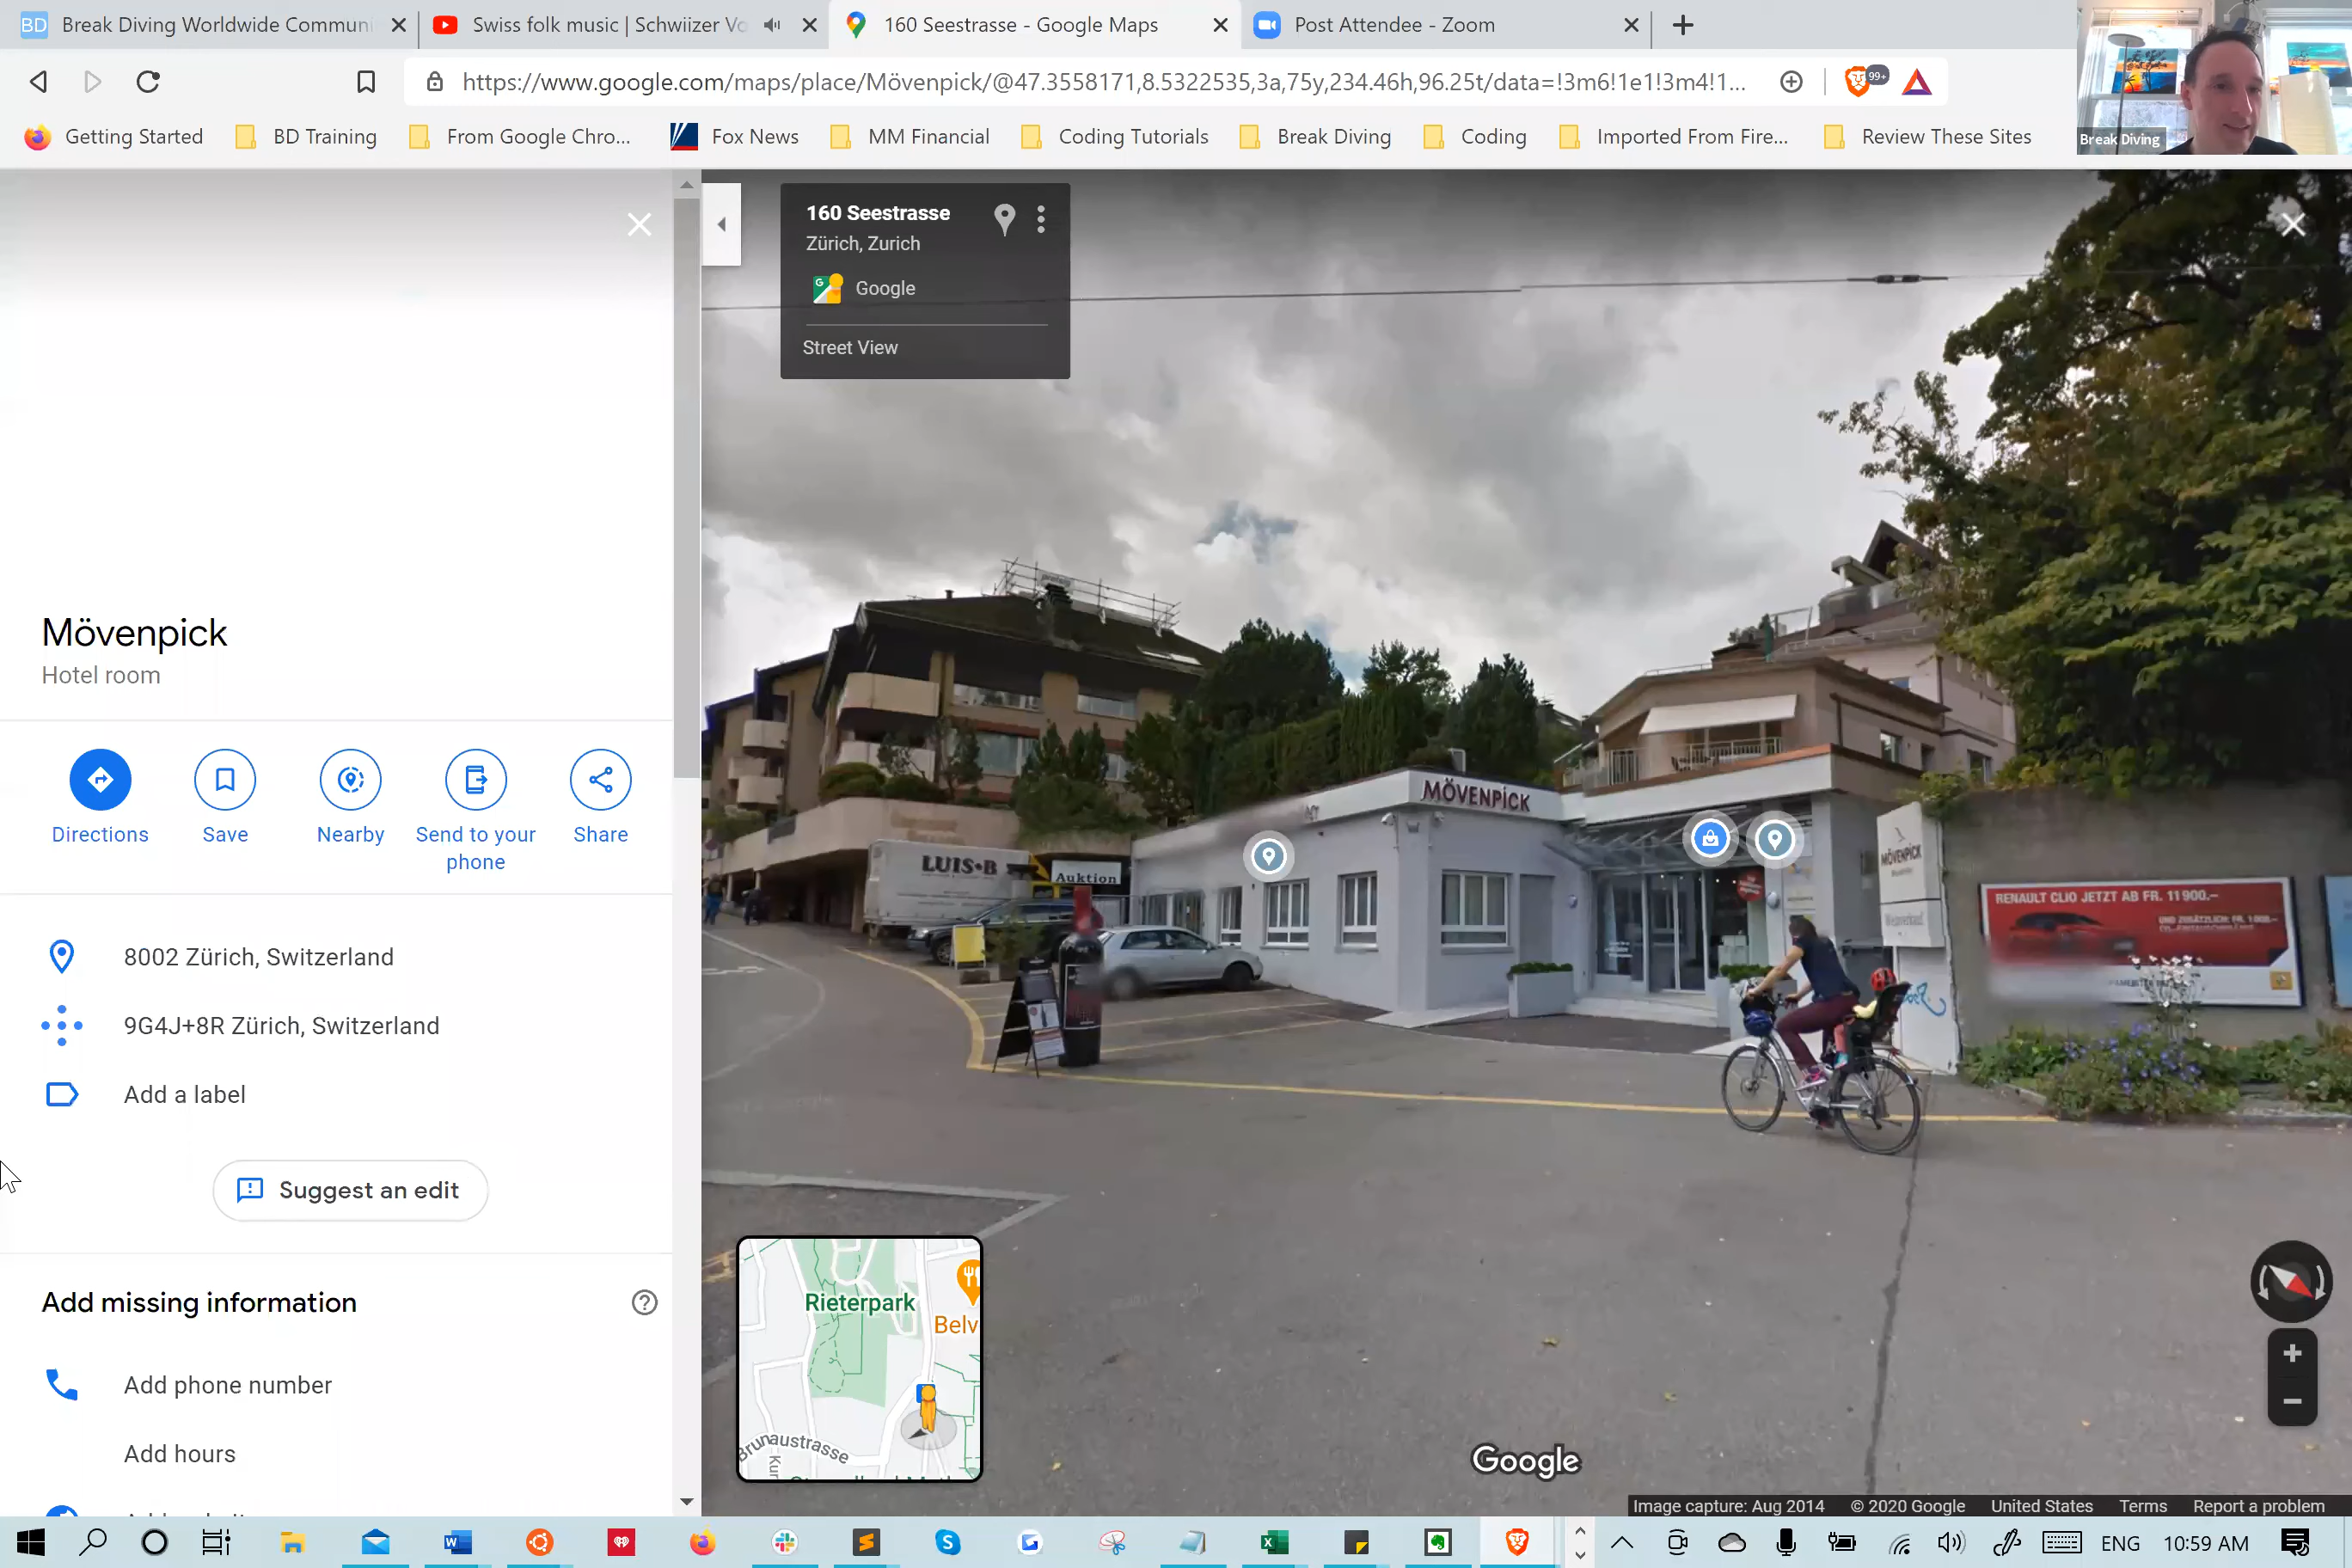 BD Break Diving Worldwide Communi
Swiss folk music | Schwiizer Vo
160 Seestrasse - Google Maps
Post Attendee - Zoom
https://www.google.com/maps/place/Mövenpick/@47.3558171,8.5322535,3a,75y,234.46h,96.25t/data=!3m6!1e1!3m4!1...
99+
Getting Started
BD Training
From Google Chro...
Fox News
MM Financial
Coding Tutorials
Break Diving
Coding
Imported From Fire...
Review These Sites
Break Diving
160 Seestrasse
Zürich, Zurich
Google
Street View
Mövenpick
Hotel room
Directions
Save
Nearby
Send to your
phone
Share
8002 Zürich, Switzerland
9G4J+8R Zürich, Switzerland
Add a label
Suggest an edit
Add missing information
Add phone number
Add hours
LUIS•B
Auktion
MÖVENPICK
MÖVENPICK
RENAULT CLIO JETZT AB FR. 11900.–
Rieterpark
Belv
Brunaustrasse
Google
Image capture: Aug 2014
© 2020 Google
United States
Terms
Report a problem
ENG
10:59 AM